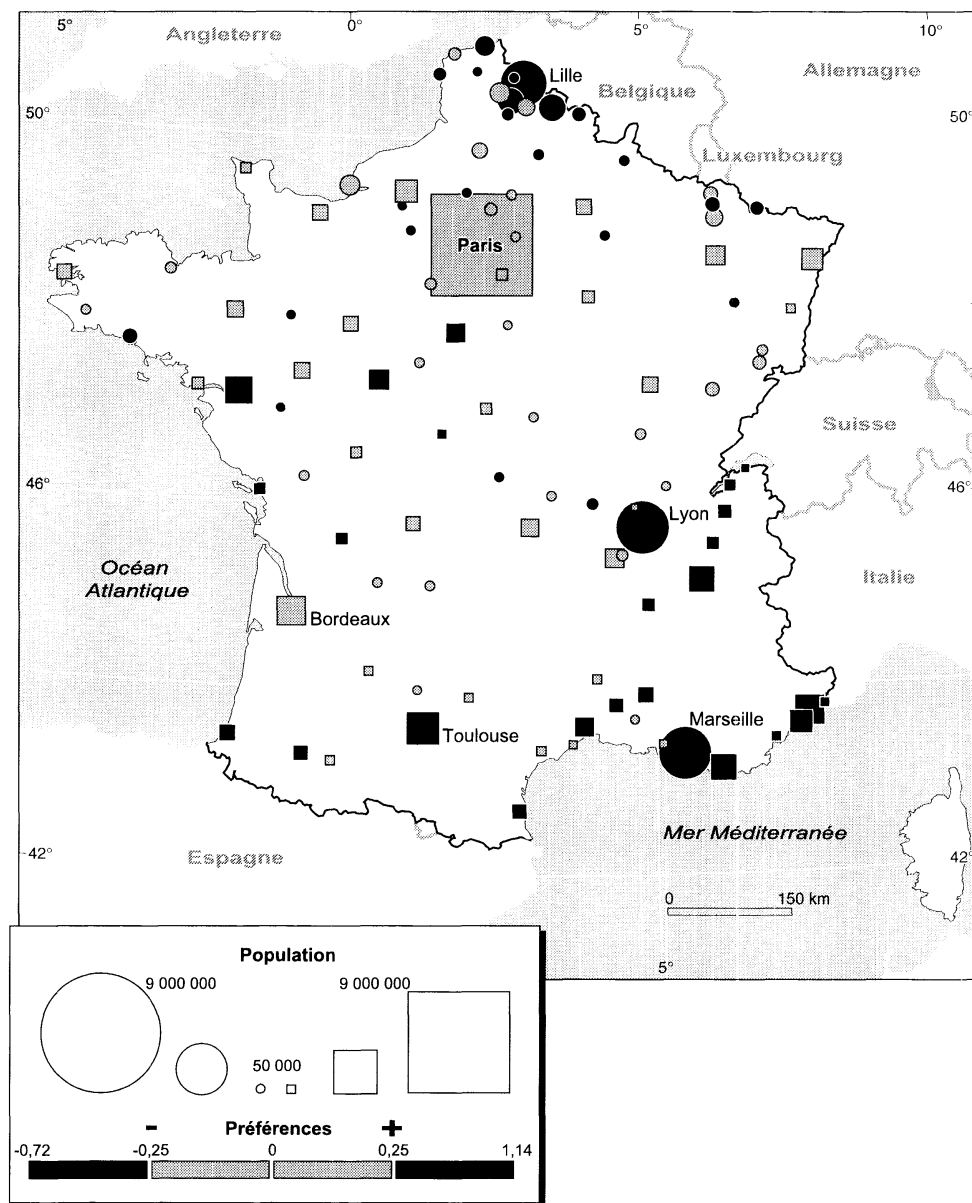 5° 0° 5° 10°
Angleterre
Allemagne
Lille
Belgique
50° 50°
Luxembourg
Paris
Suisse
46° 46°
Lyon
Océan
Atlantique
Italie
Bordeaux
Marseille
Toulouse
Mer Méditerranée
42° 42°
Espagne
0 150 km
5°
Population
9 000 000 9 000 000
50 000
- Préférences +
-0,72 -0,25 0 0,25 1,14